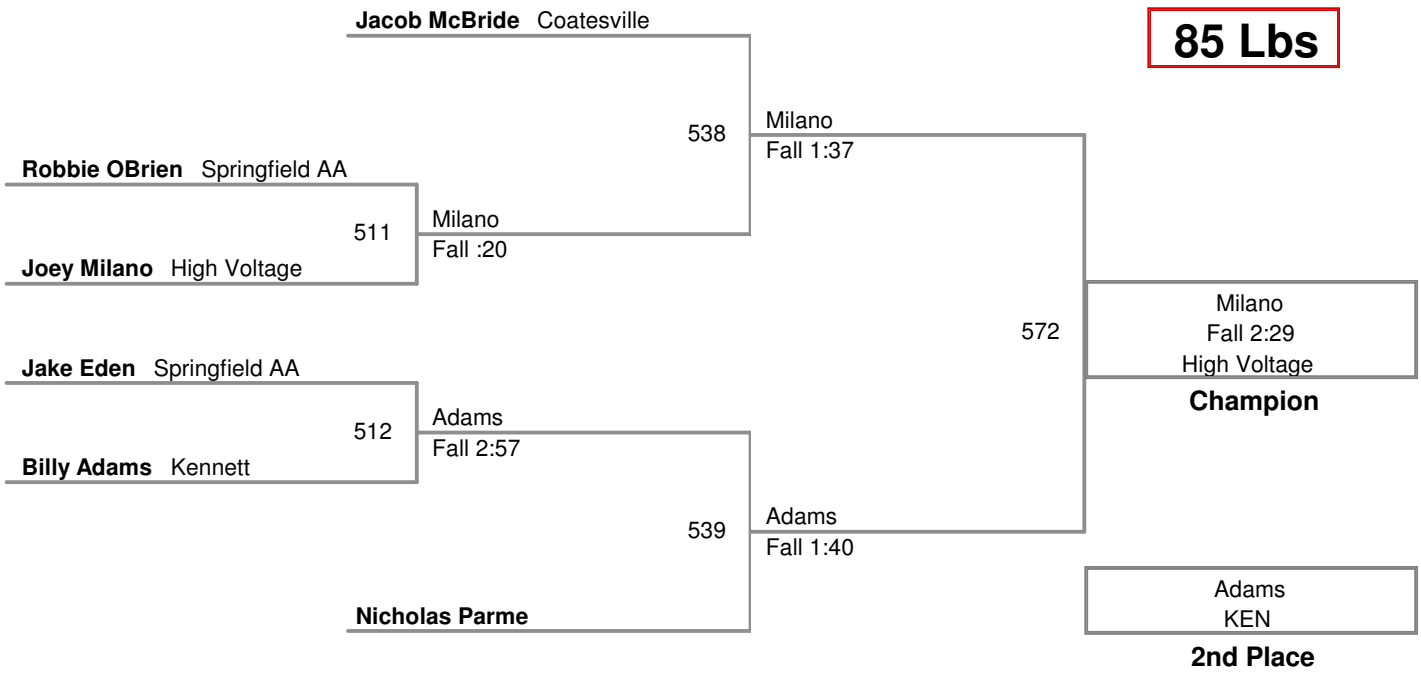 Jacob McBride Coatesville
85 Lbs
538
Milano
Fall 1:37
Robbie OBrien Springfield AA
511
Milano
Fall :20
Joey Milano High Voltage
572
Milano
Fall 2:29
High Voltage
Champion
Jake Eden Springfield AA
512
Adams
Fall 2:57
Billy Adams Kennett
539
Adams
Fall 1:40
Nicholas Parme
Adams
KEN
2nd Place